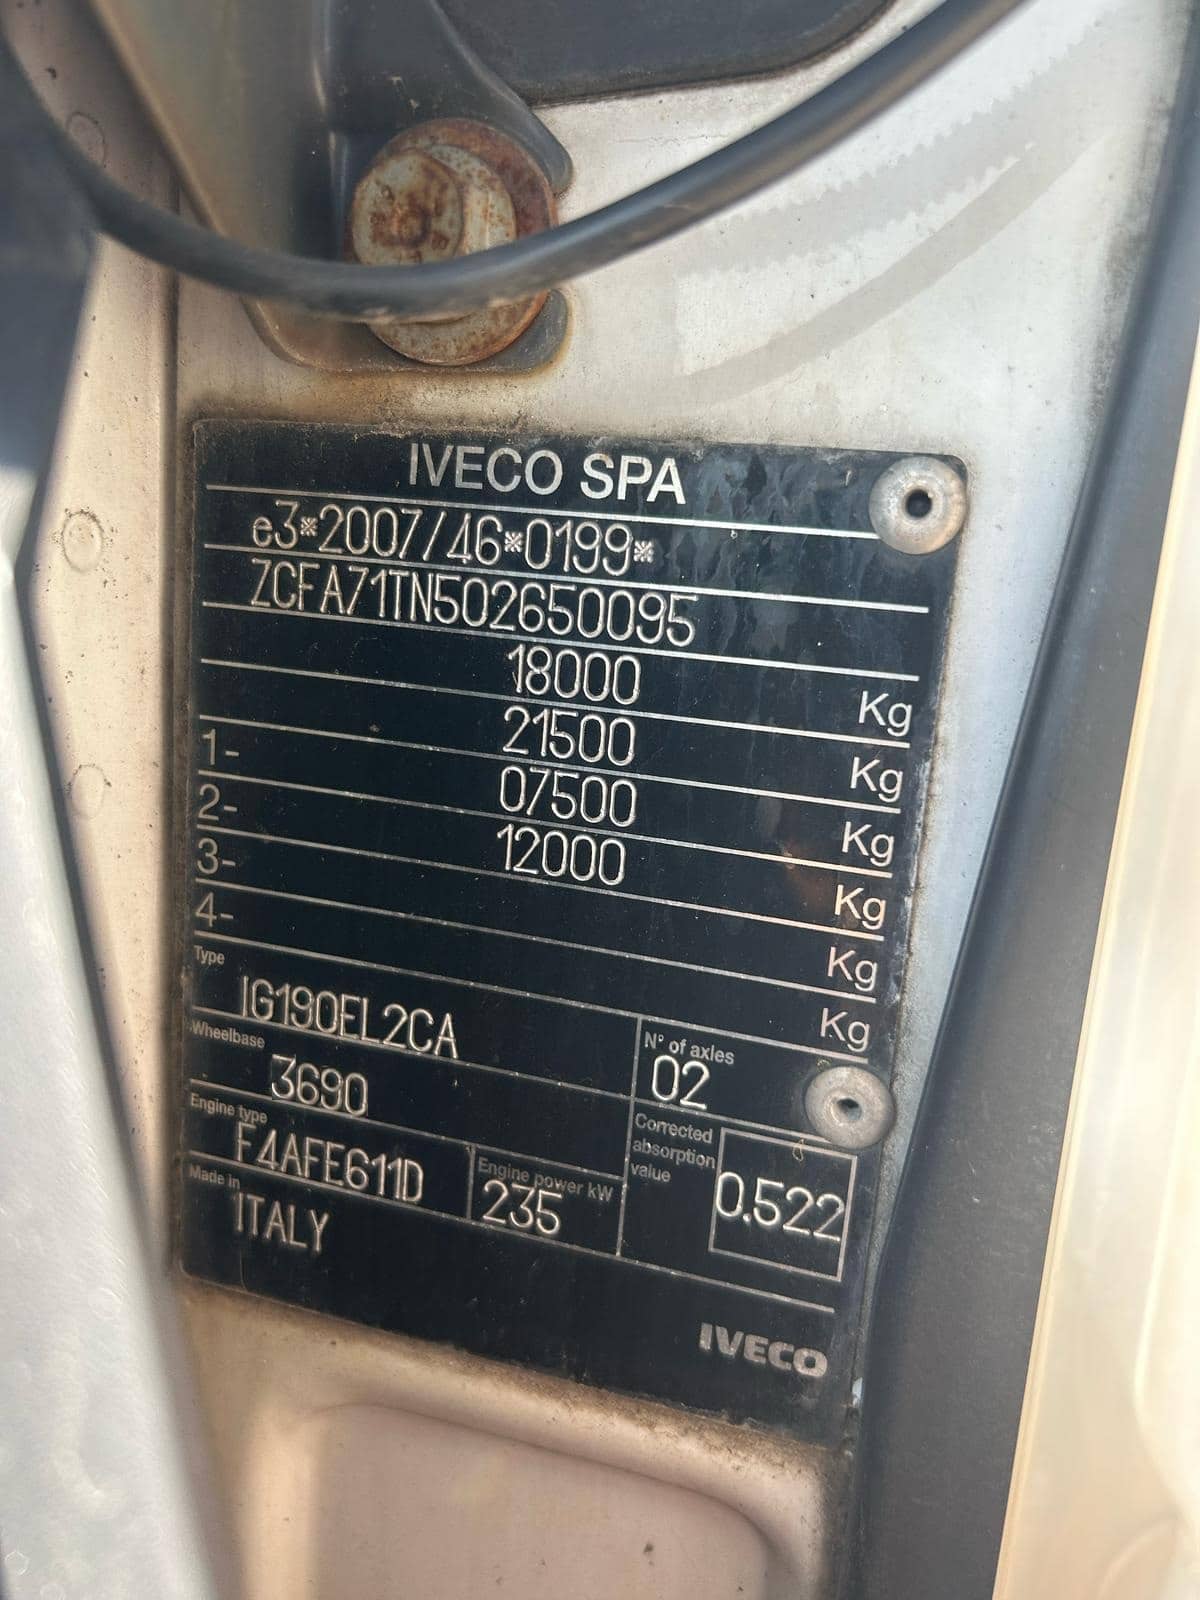 IVECO SPA
e3*2007/46*0199*
ZCFA71TN502650095
18000 Kg
21500 Kg
1- 07500 Kg
2- 12000 Kg
3- Kg
4- Kg
Type
IG190EL2CA
N° of axles
02
Wheelbase
3690
Corrected absorption value
0.522
Engine type
F4AFE611D
Engine power kW
235
Made in
ITALY
IVECO